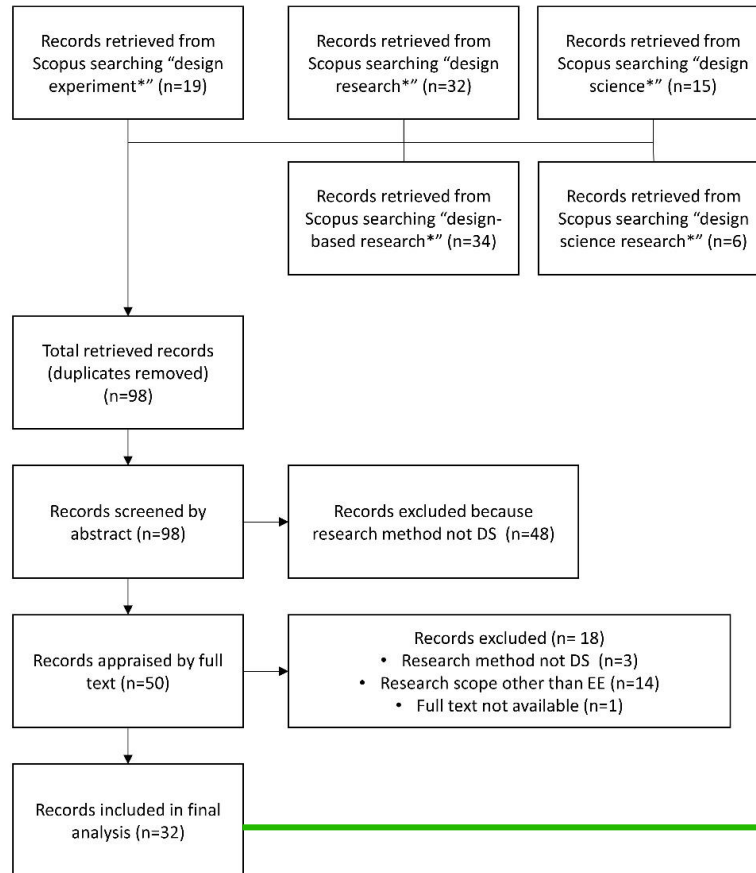 Records retrieved from
Scopus searching “design
experiment*” (n=19)
Records retrieved from
Scopus searching “design
research*” (n=32)
Records retrieved from
Scopus searching “design
science*” (n=15)
Records retrieved from
Scopus searching “design-
based research*” (n=34)
Records retrieved from
Scopus searching “design
science research*” (n=6)
Total retrieved records
(duplicates removed)
(n=98)
Records screened by
abstract (n=98)
Records excluded because
research method not DS (n=48)
Records appraised by full
text (n=50)
Records excluded (n= 18)
• Research method not DS (n=3)
• Research scope other than EE (n=14)
• Full text not available (n=1)
Records included in final
analysis (n=32)